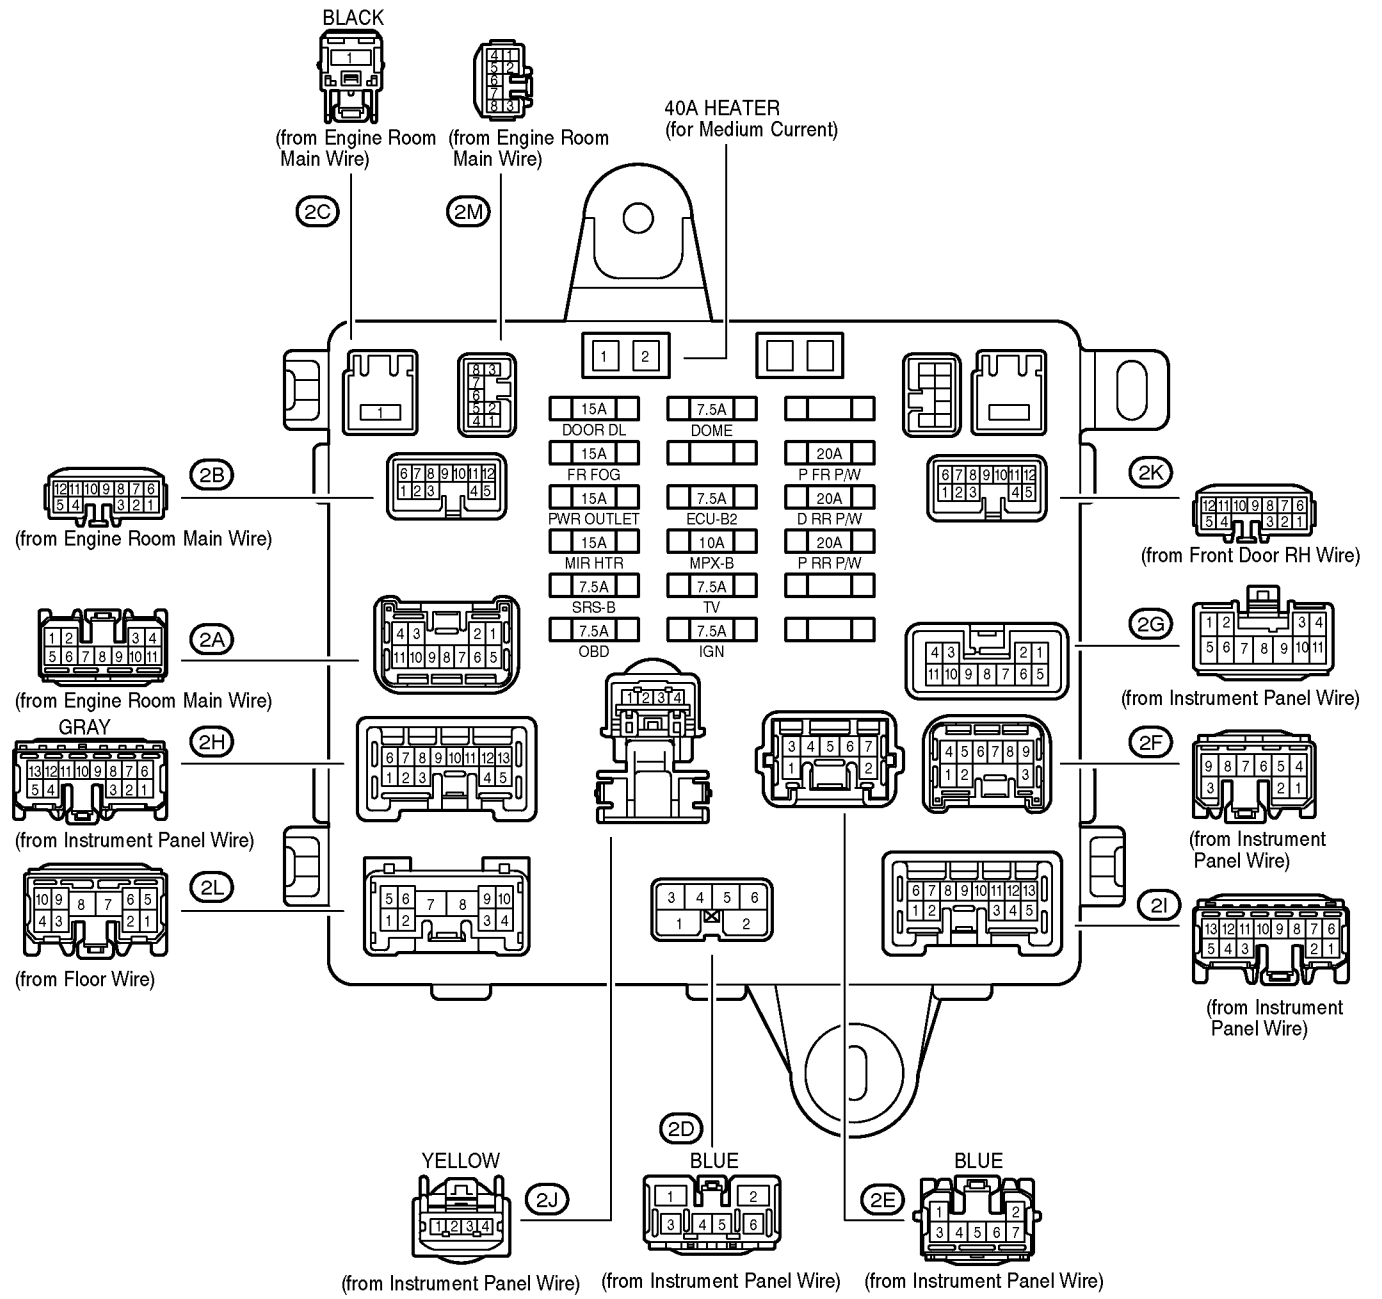 BLACK
1
4 1
5 2
6
7
8 3
(from Engine Room
Main Wire)
(from Engine Room
Main Wire)
40A HEATER
(for Medium Current)
2C
2M
1 2
1
8 3
7
6
5 2
4 1
15A
DOOR DL
7.5A
DOME
15A
FR FOG
20A
P FR P/W
15A
PWR OUTLET
7.5A
ECU-B2
20A
D RR P/W
15A
MIR HTR
10A
MPX-B
20A
P RR P/W
7.5A
SRS-B
7.5A
TV
7.5A
OBD
7.5A
IGN
2B
12 11 10 9 8 7 6
5 4 3 2 1
(from Engine Room Main Wire)
6 7 8 9 10 11 12
1 2 3 4 5
6 7 8 9 10 11 12
1 2 3 4 5
2K
12 11 10 9 8 7 6
5 4 3 2 1
(from Front Door RH Wire)
2A
1 2 3 4
5 6 7 8 9 10 11
(from Engine Room Main Wire)
4 3 2 1
11 10 9 8 7 6 5
4 3 2 1
11 10 9 8 7 6 5
2G
1 2 3 4
5 6 7 8 9 10 11
(from Instrument Panel Wire)
GRAY
2H
13 12 11 10 9 8 7 6
5 4 3 2 1
(from Instrument Panel Wire)
6 7 8 9 10 11 12 13
1 2 3 4 5
1 2 3 4
3 4 5 6 7
1 2
4 5 6 7 8 9
1 2 3
2F
9 8 7 6 5 4
3 2 1
(from Instrument
Panel Wire)
2L
10 9 8 7 6 5
4 3 2 1
(from Floor Wire)
5 6 7 8 9 10
1 2 3 4
3 4 5 6
1 2
6 7 8 9 10 11 12 13
1 2 3 4 5
2I
13 12 11 10 9 8 7 6
5 4 3 2 1
(from Instrument
Panel Wire)
YELLOW
2J
1 2 3 4
(from Instrument Panel Wire)
2D
BLUE
1 2
3 4 5 6
(from Instrument Panel Wire)
2E
BLUE
1 2
3 4 5 6 7
(from Instrument Panel Wire)